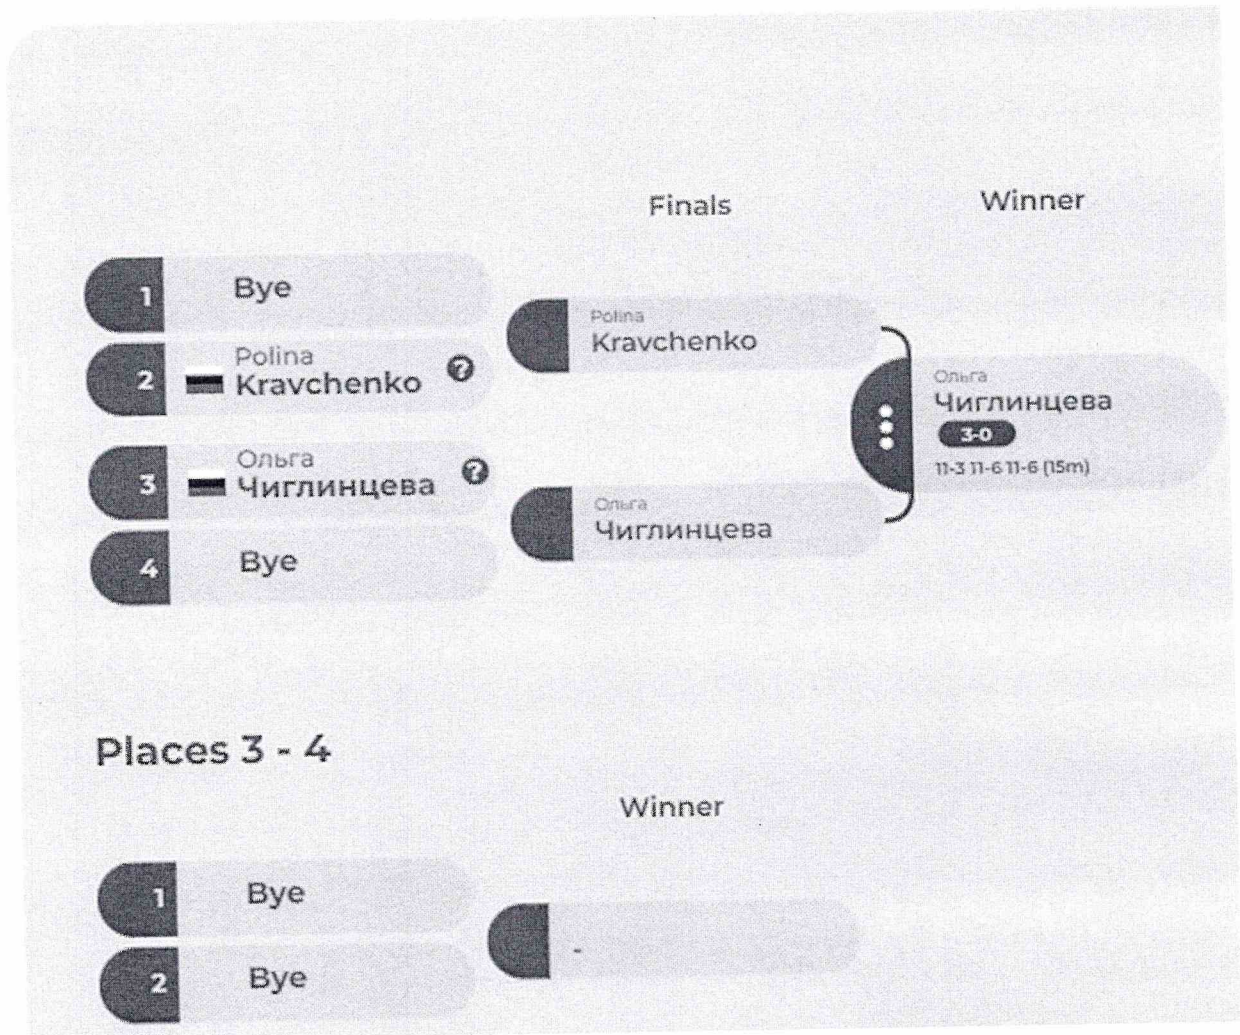 Finals
Winner
1
Bye
2
Polina
Kravchenko
?
3
Ольга
Чиглинцева
?
4
Bye
Polina
Kravchenko
Ольга
Чиглинцева
Ольга
Чиглинцева
3-0
11-3 11-6 11-6 (15m)
Places 3 - 4
Winner
1
Bye
2
Bye
-